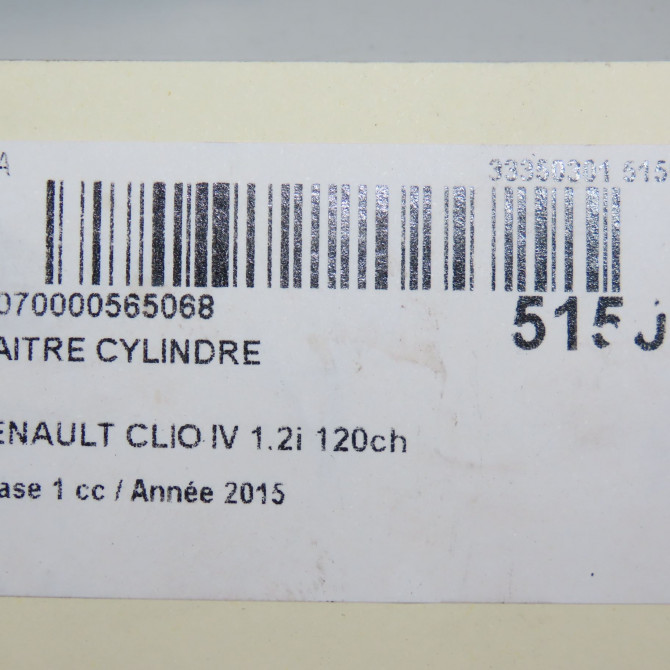 A 33350301 515
070000565068 515
AITRE CYLINDRE
ENAULT CLIO IV 1.2i 120ch
ase 1 cc / Année 2015